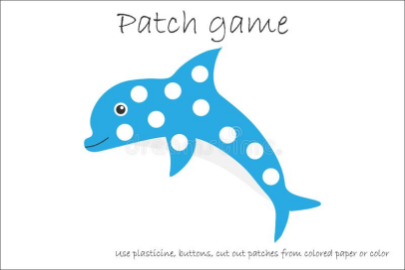 Patch game
Use plasticine, buttons, cut out patches from colored paper or color